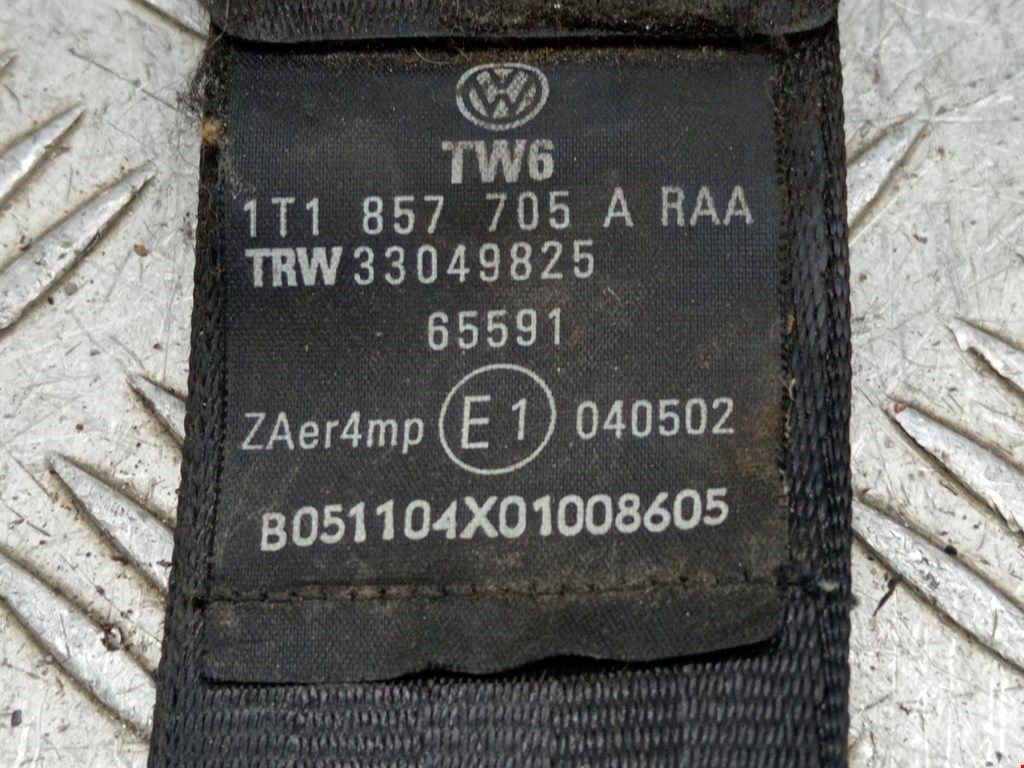 TW6
1T1 857 705 A RAA
TRW 33049825
65591
ZAer4mp E1 040502
B051104X01008605